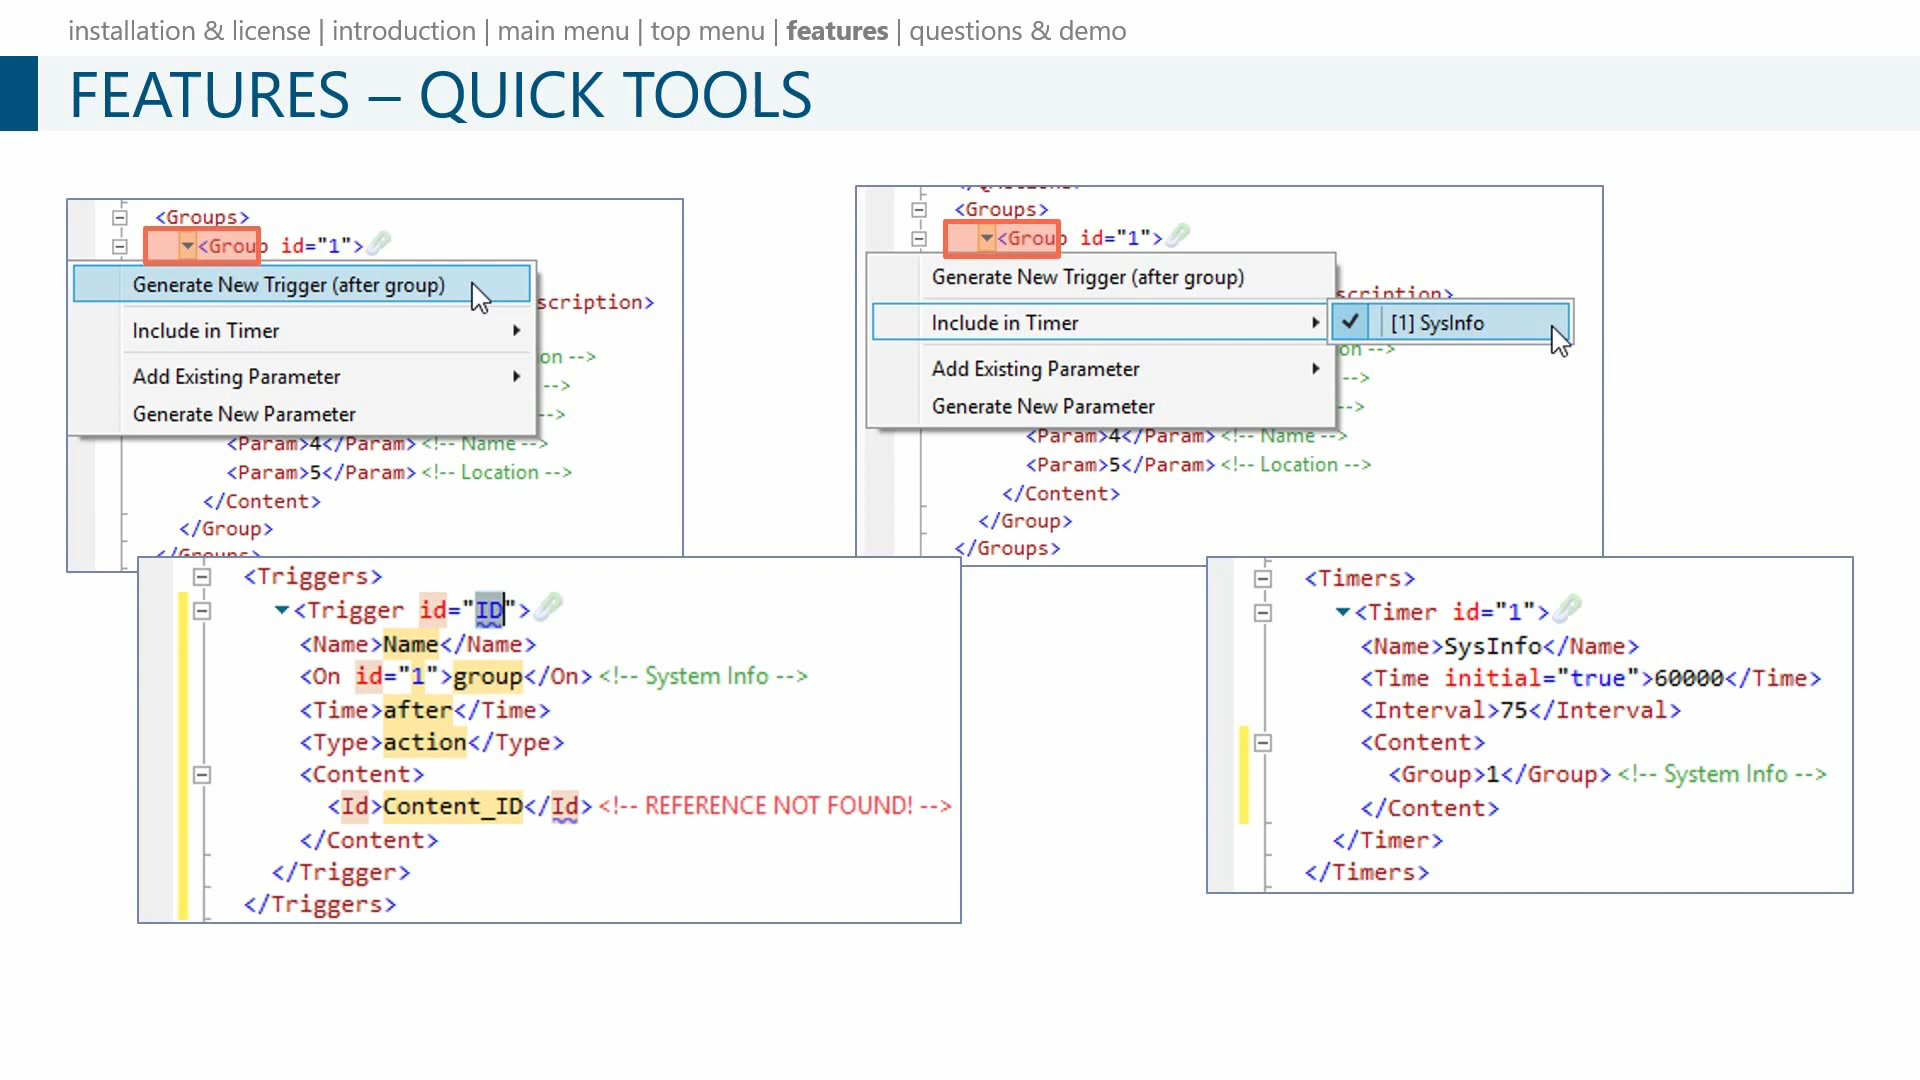 installation & license | introduction | main menu | top menu | features | questions & demo
FEATURES – QUICK TOOLS
<Groups>
<Group id="1">
Generate New Trigger (after group)
scription>
Include in Timer
on -->
Add Existing Parameter
-->
Generate New Parameter
-->
<Param>4</Param> <!-- Name -->
<Param>5</Param> <!-- Location -->
</Content>
</Group>
</Groups>
<Triggers>
<Trigger id="ID">
<Name>Name</Name>
<On id="1">group</On> <!-- System Info -->
<Time>after</Time>
<Type>action</Type>
<Content>
<Id>Content_ID</Id> <!-- REFERENCE NOT FOUND! -->
</Content>
</Trigger>
</Triggers>
<Groups>
<Group id="1">
Generate New Trigger (after group)
scription>
Include in Timer
[1] SysInfo
on -->
Add Existing Parameter
-->
Generate New Parameter
-->
<Param>4</Param> <!-- Name -->
<Param>5</Param> <!-- Location -->
</Content>
</Group>
</Groups>
<Timers>
<Timer id="1">
<Name>SysInfo</Name>
<Time initial="true">60000</Time>
<Interval>75</Interval>
<Content>
<Group>1</Group> <!-- System Info -->
</Content>
</Timer>
</Timers>